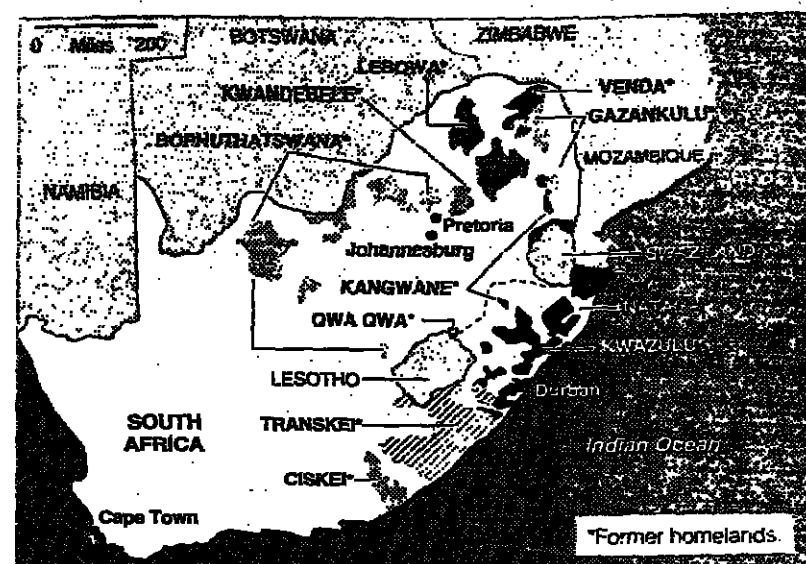 0 Miles 200
BOTSWANA
ZIMBABWE
LEBOWA*
VENDA*
KWANDEBELE*
GAZANKULU*
BOPHUTHATSWANA*
MOZAMBIQUE
NAMIBIA
Pretoria
Johannesburg
SWAZILAND
KANGWANE*
QWA QWA*
KWAZULU*
LESOTHO
Durban
SOUTH
AFRICA
TRANSKEI*
Indian Ocean
CISKEI*
Cape Town
*Former homelands.